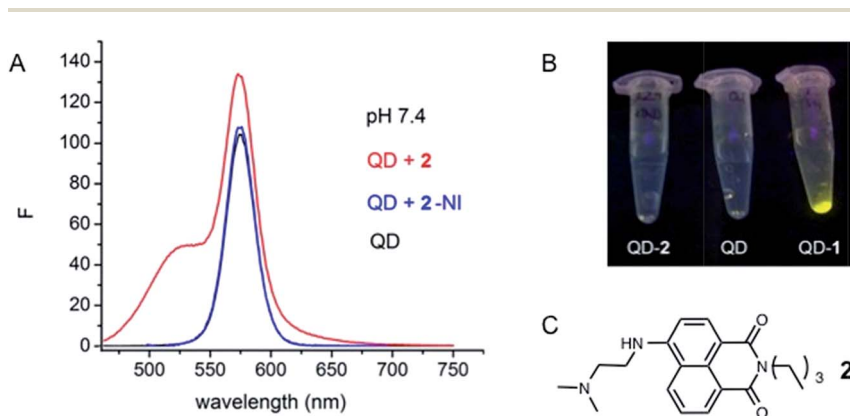 A
F
140
120
100
80
60
40
20
0
500
550
600
650
700
750
wavelength (nm)
pH 7.4
QD + 2
QD + 2-NI
QD
B
QD-2
QD
QD-1
C
HN
N
O
N
O
3
2